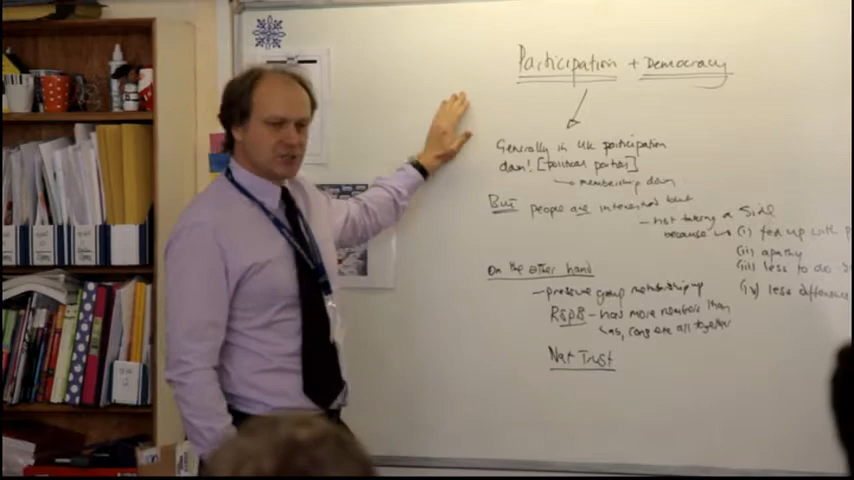 Participation + Democracy
Generally in UK participation
down! [political parties]
membership down
But people are interested but
- not taking a side
because (i) fed up with
(ii) apathy
(iii) less to do
(iv) less difference
On the other hand
- pressure group membership up
RSPB - has more members than
all together
Nat Trust